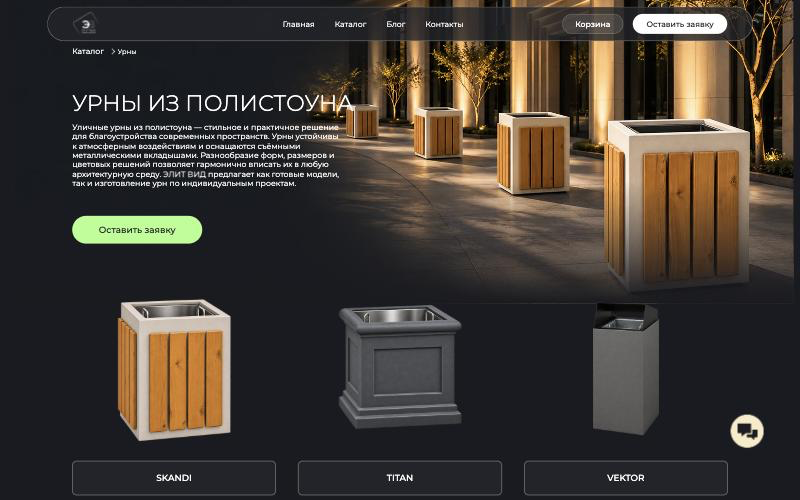 Э
Главная
Каталог
Блог
Контакты
Корзина
Оставить заявку
Каталог > Урны
УРНЫ ИЗ ПОЛИСТОУНА
Уличные урны из полистоуна — стильное и практичное решение
для благоустройства современных пространств. Урны устойчивы
к атмосферным воздействиям и оснащаются съёмными
металлическими вкладышами. Разнообразие форм, размеров и
цветовых решений позволяет гармонично вписать их в любую
архитектурную среду. ЭЛИТ ВИД предлагает как готовые модели,
так и изготовление урн по индивидуальным проектам.
Оставить заявку
SKANDI
TITAN
VEKTOR